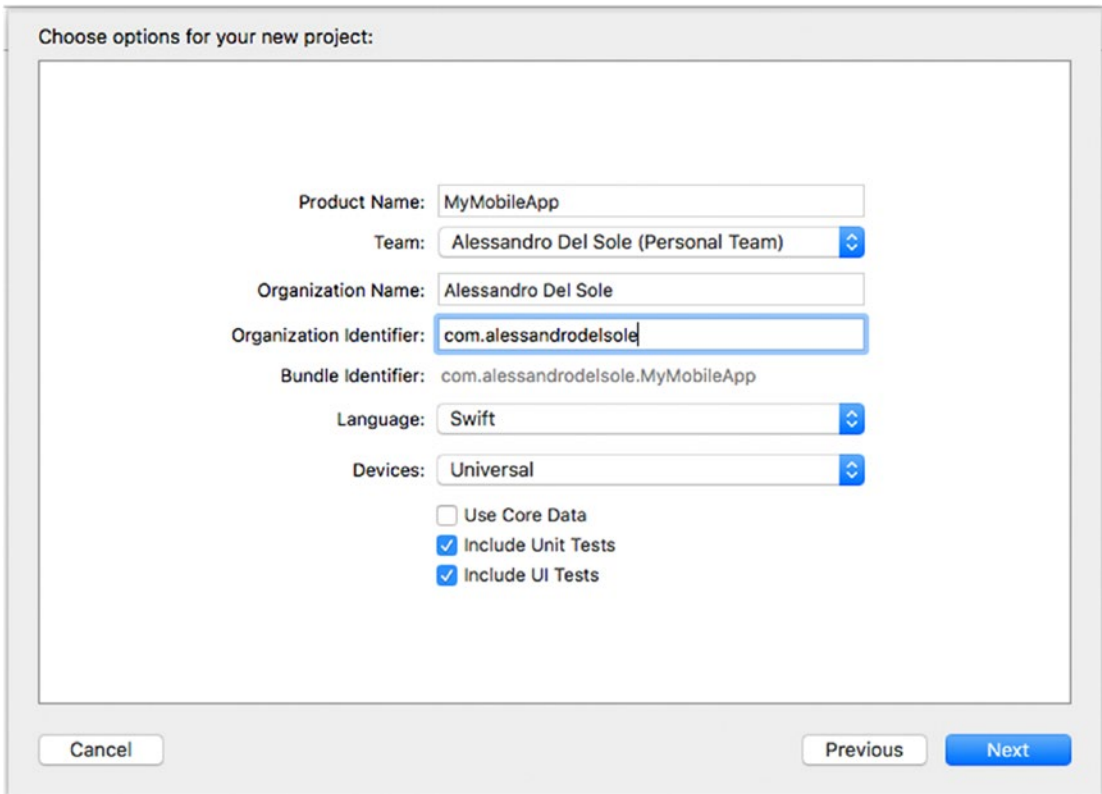 Choose options for your new project:
Product Name: MyMobileApp
Team: Alessandro Del Sole (Personal Team)
Organization Name: Alessandro Del Sole
Organization Identifier: com.alessandrodelsole
Bundle Identifier: com.alessandrodelsole.MyMobileApp
Language: Swift
Devices: Universal
Use Core Data
Include Unit Tests
Include UI Tests
Cancel Previous Next